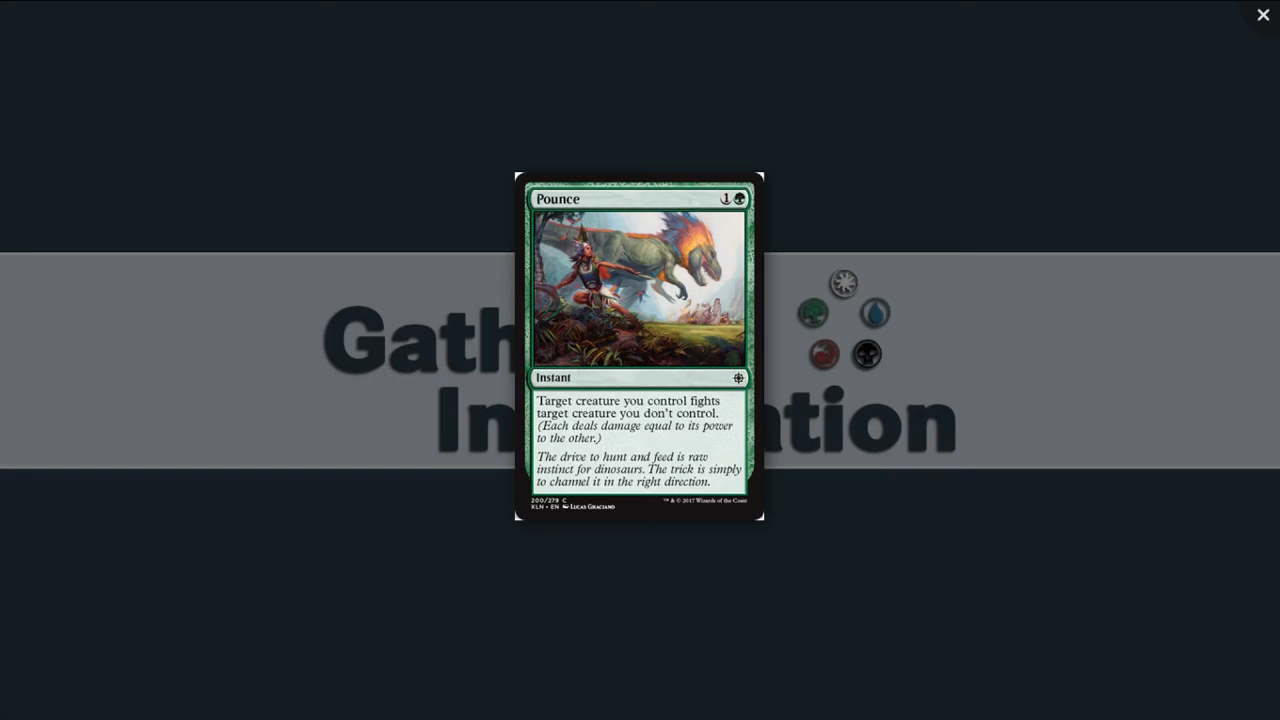 Pounce 1
Gath
In ation
Instant
Target creature you control fights
target creature you don't control.
(Each deals damage equal to its power
to the other.)
The drive to hunt and feed is raw
instinct for dinosaurs. The trick is simply
to channel it in the right direction.
200/279 C ™ & © 2017 Wizards of the Coast
XLN • EN Lucas Graciano